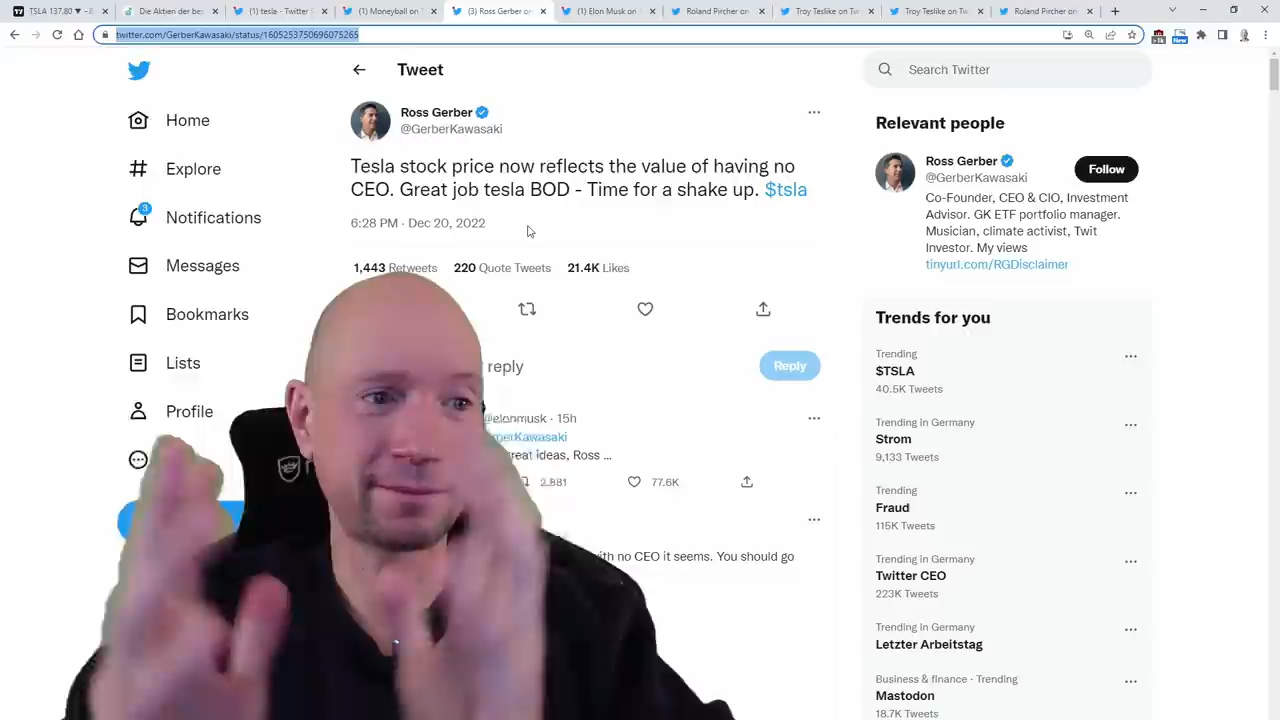 TSLA 137.80 ▼ −8
Die Aktien der bes
(1) tesla - Twitter S
(1) Moneyball on T
(3) Ross Gerber on
(1) Elon Musk on T
Roland Pircher on
Troy Teslike on Tw
Troy Teslike on Tw
Roland Pircher on
twitter.com/GerberKawasaki/status/1605253750696075265
Home
Explore
3
Notifications
Messages
Bookmarks
Lists
Profile
Tweet
Ross Gerber
@GerberKawasaki
Tesla stock price now reflects the value of having no
CEO. Great job tesla BOD - Time for a shake up. $tsla
6:28 PM · Dec 20, 2022
1,443 Retweets 220 Quote Tweets 21.4K Likes
reply
Reply
@elonmusk · 15h
great ideas, Ross ...
2,881 77.6K
with no CEO it seems. You should go
Search Twitter
Relevant people
Ross Gerber
@GerberKawasaki
Follow
Co-Founder, CEO & CIO, Investment
Advisor. GK ETF portfolio manager.
Musician, climate activist, Twit
Investor. My views
tinyurl.com/RGDisclaimer
Trends for you
Trending
$TSLA
40.5K Tweets
Trending in Germany
Strom
9,133 Tweets
Trending
Fraud
115K Tweets
Trending in Germany
Twitter CEO
223K Tweets
Trending in Germany
Letzter Arbeitstag
Business & finance · Trending
Mastodon
18.7K Tweets